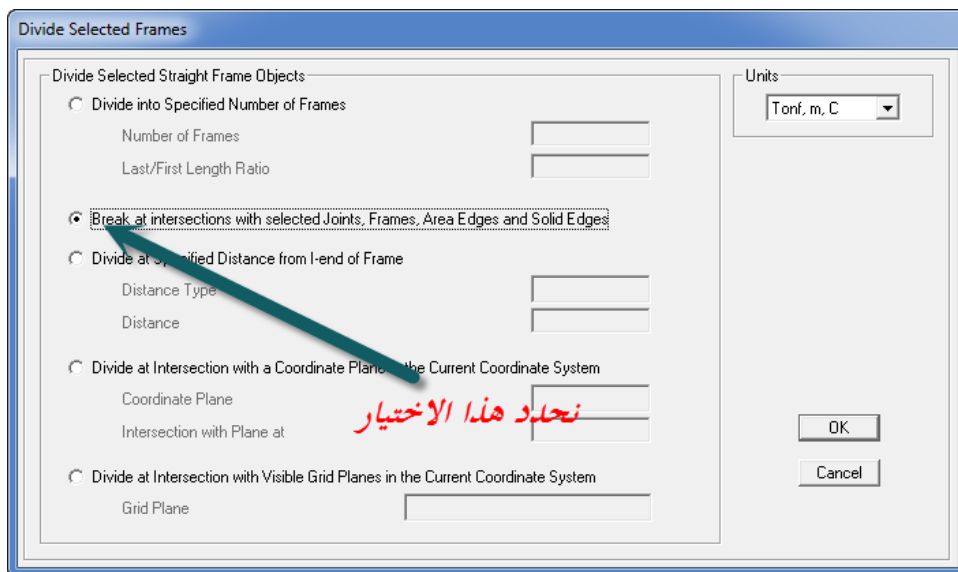 Divide Selected Frames
Divide Selected Straight Frame Objects
Divide into Specified Number of Frames
Number of Frames
Last/First Length Ratio
Break at intersections with selected Joints, Frames, Area Edges and Solid Edges
Divide at Specified Distance from I-end of Frame
Distance Type
Distance
Divide at Intersection with a Coordinate Plane in the Current Coordinate System
Coordinate Plane
Intersection with Plane at
نحدد هذا الاختيار
Divide at Intersection with Visible Grid Planes in the Current Coordinate System
Grid Plane
Units
Tonf, m, C
OK
Cancel